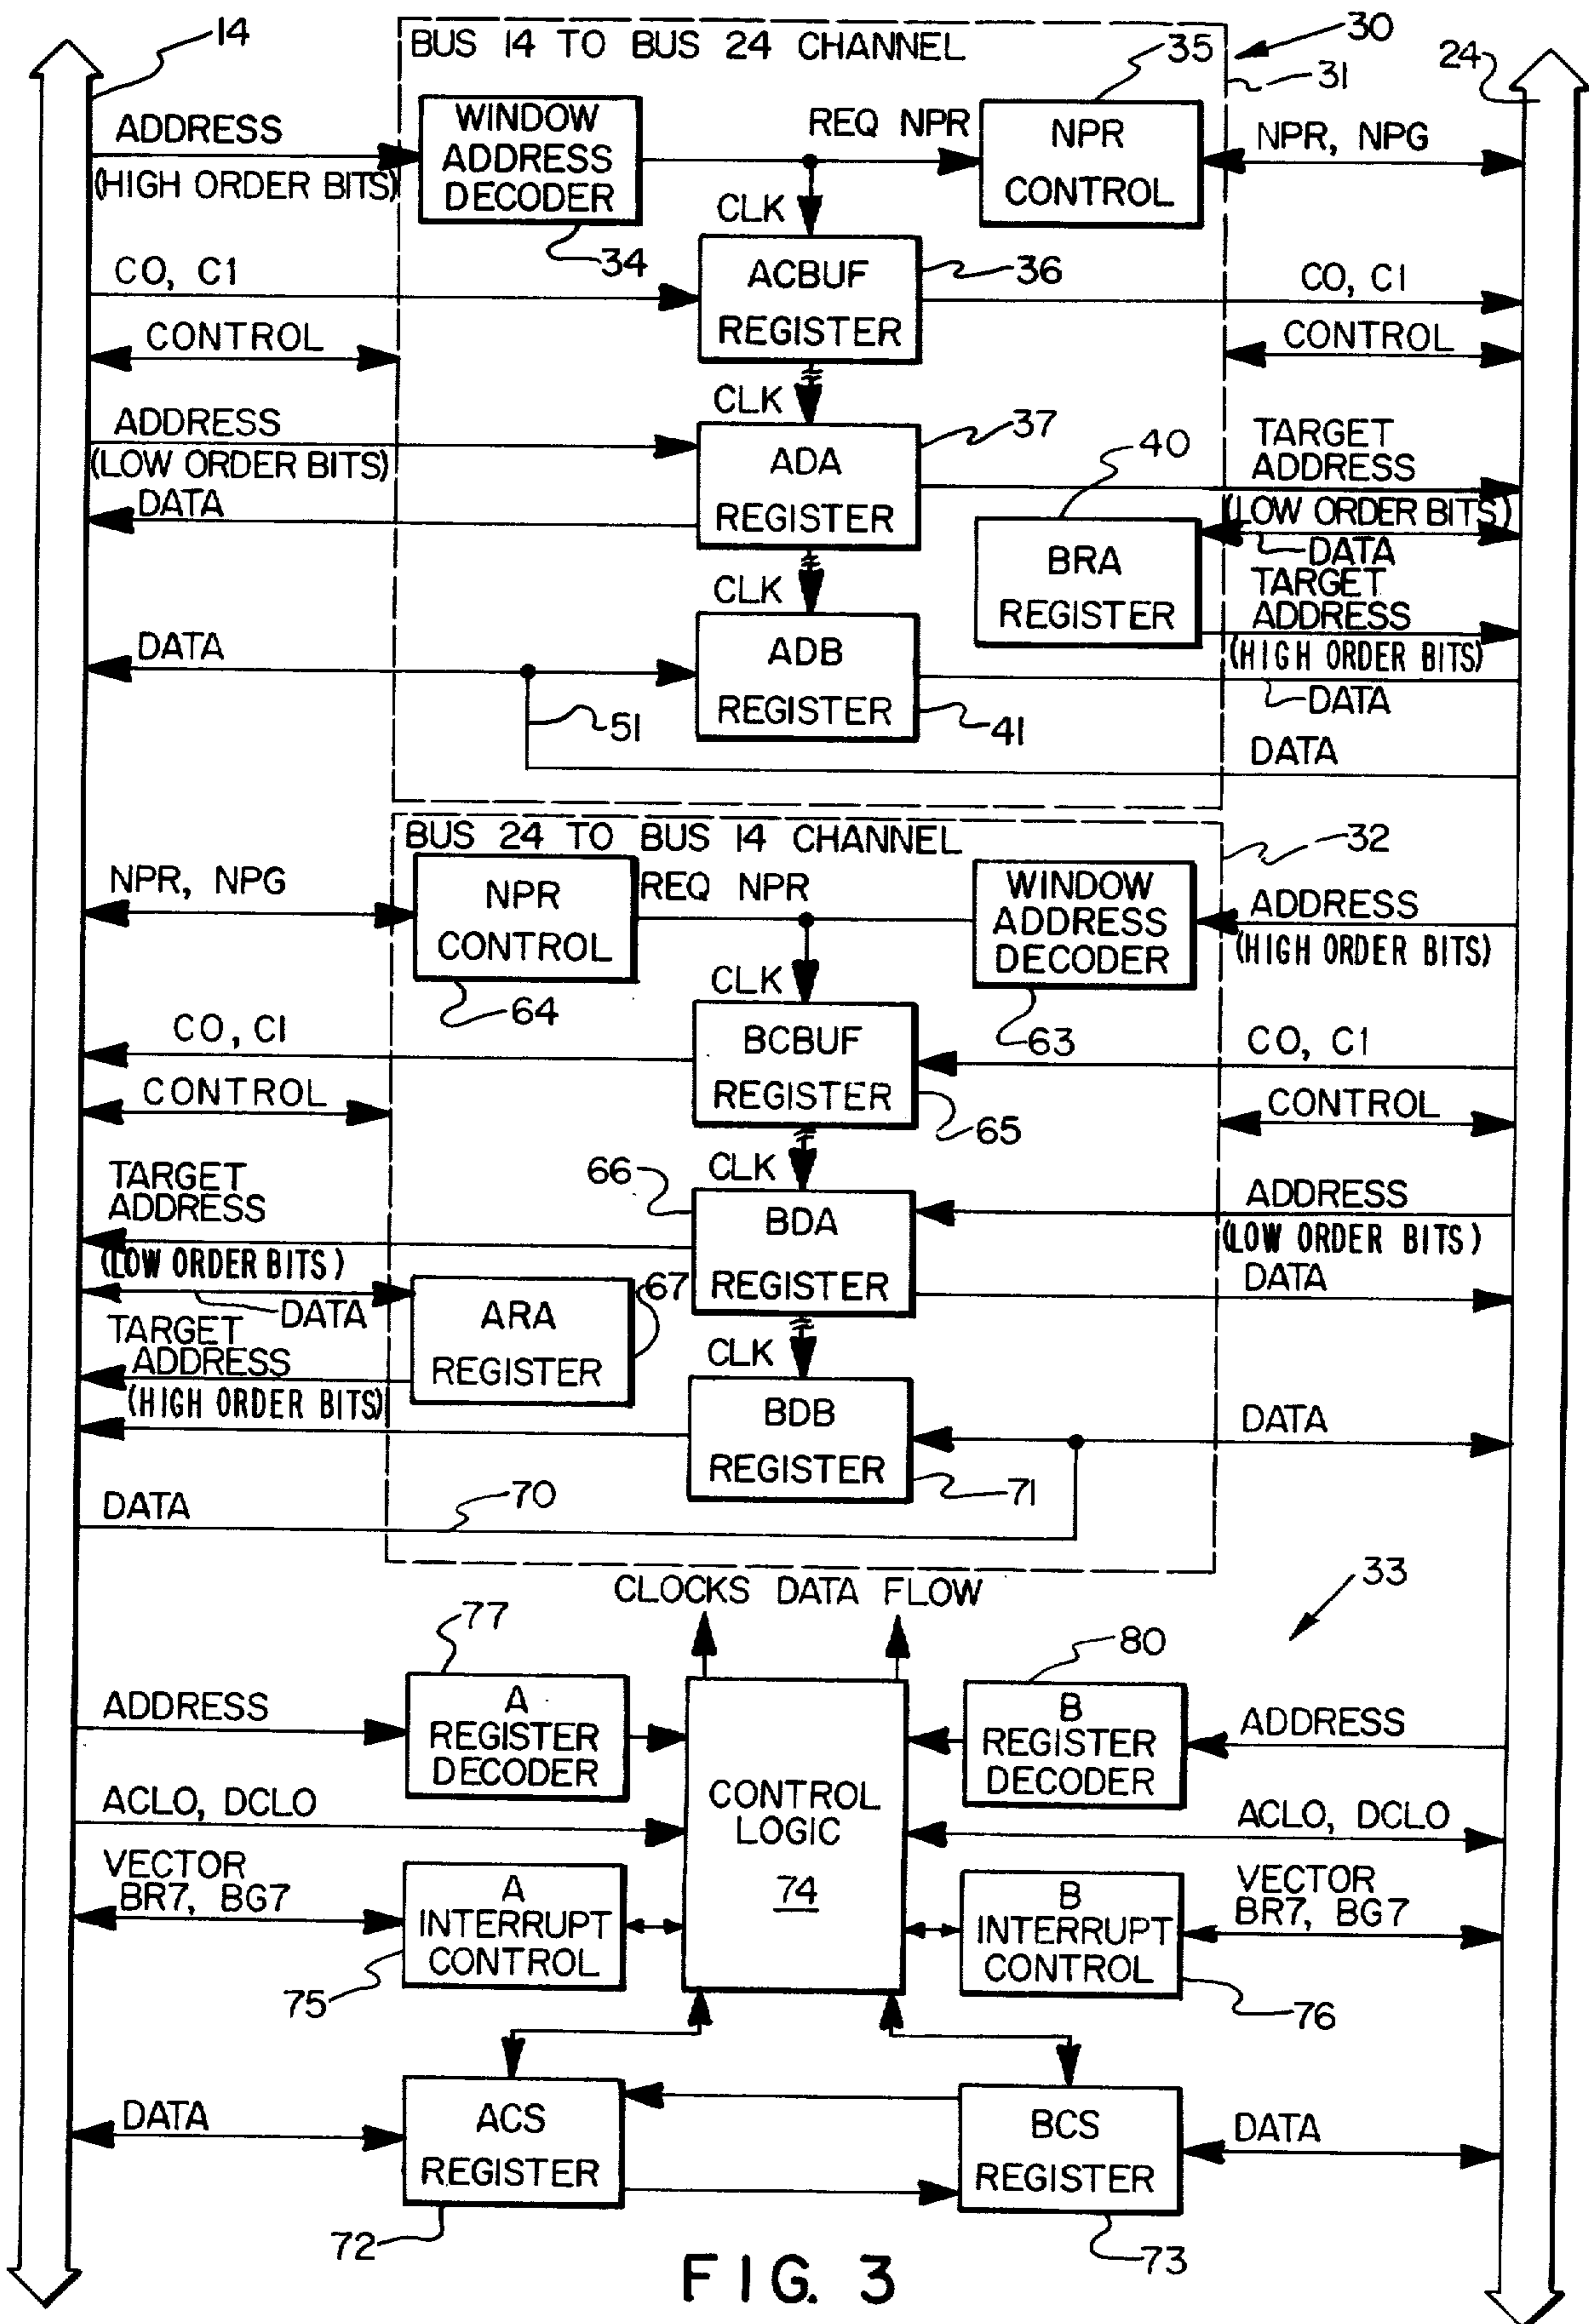 14
BUS 14 TO BUS 24 CHANNEL
30
35
31
24
ADDRESS
(HIGH ORDER BITS)
WINDOW
ADDRESS
DECODER
REQ NPR
NPR
CONTROL
NPR, NPG
CLK
34
CO, C1
ACBUF
REGISTER
36
CO, C1
CONTROL
CONTROL
CLK
ADDRESS
(LOW ORDER BITS)
ADA
REGISTER
37
40
TARGET
ADDRESS
(LOW ORDER BITS)
DATA
DATA
BRA
REGISTER
CLK
TARGET
ADDRESS
(HIGH ORDER BITS)
DATA
ADB
REGISTER
DATA
51
41
DATA
BUS 24 TO BUS 14 CHANNEL
32
NPR, NPG
NPR
CONTROL
REQ NPR
WINDOW
ADDRESS
DECODER
ADDRESS
(HIGH ORDER BITS)
CLK
64
63
CO, C1
BCBUF
REGISTER
CO, C1
CONTROL
65
CONTROL
CLK
TARGET
ADDRESS
(LOW ORDER BITS)
66
BDA
REGISTER
ADDRESS
(LOW ORDER BITS)
DATA
DATA
ARA
REGISTER
67
TARGET
ADDRESS
(HIGH ORDER BITS)
CLK
BDB
REGISTER
DATA
71
DATA
70
CLOCKS DATA FLOW
33
77
80
ADDRESS
A
REGISTER
DECODER
B
REGISTER
DECODER
ADDRESS
CONTROL
LOGIC
74
ACLO, DCLO
ACLO, DCLO
VECTOR
BR7, BG7
A
INTERRUPT
CONTROL
B
INTERRUPT
CONTROL
VECTOR
BR7, BG7
75
76
DATA
ACS
REGISTER
BCS
REGISTER
DATA
72
73
FIG. 3